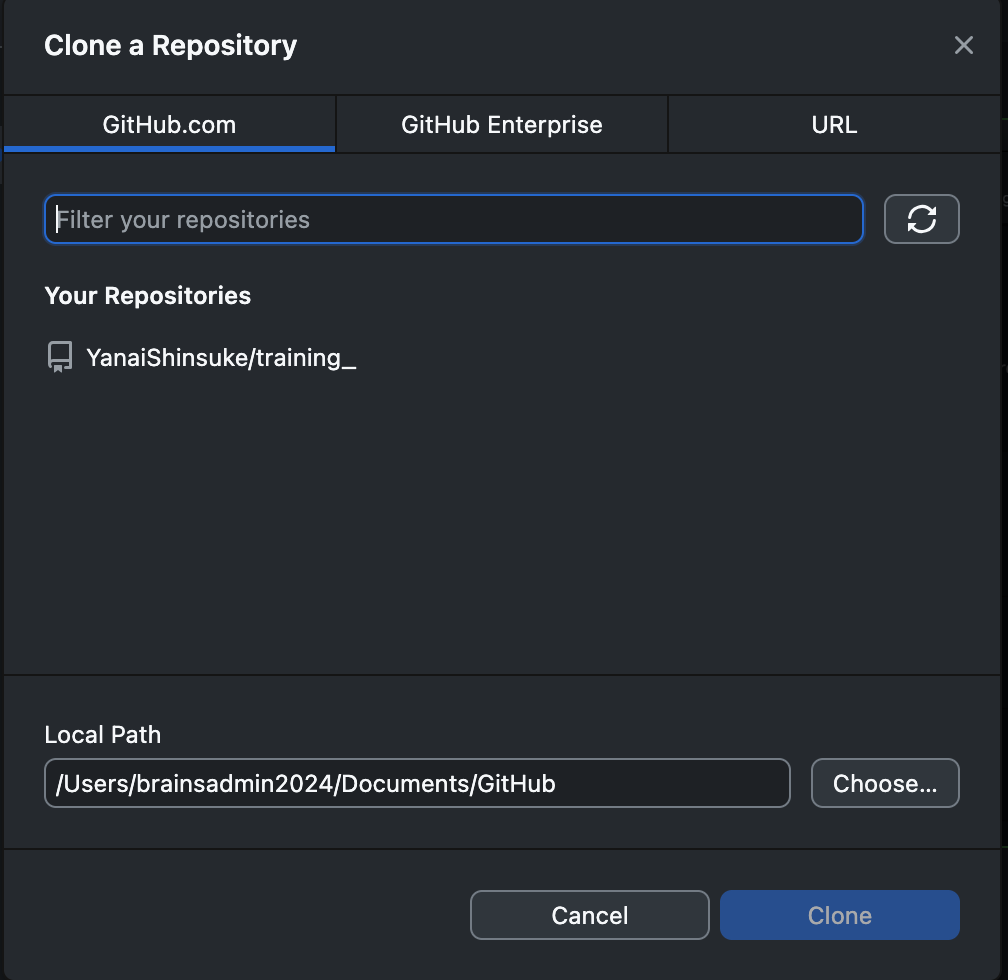 Clone a Repository
GitHub.com
GitHub Enterprise
URL
Filter your repositories
Your Repositories
YanaiShinsuke/training_
Local Path
/Users/brainsadmin2024/Documents/GitHub
Choose...
Cancel
Clone